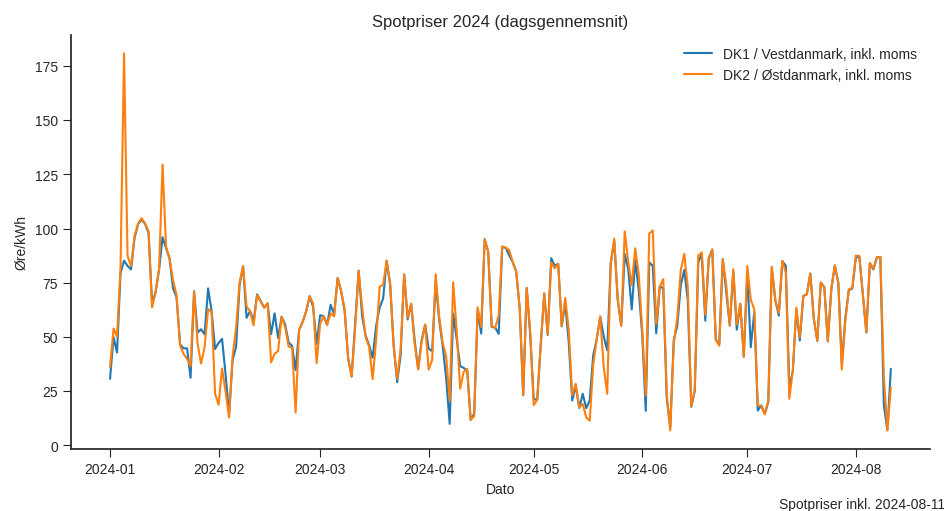 Spotpriser 2024 (dagsgennemsnit)
DK1 / Vestdanmark, inkl. moms
DK2 / Østdanmark, inkl. moms
Øre/kWh
175
150
125
100
75
50
25
0
2024-01 2024-02 2024-03 2024-04 2024-05 2024-06 2024-07 2024-08
Dato
Spotpriser inkl. 2024-08-11